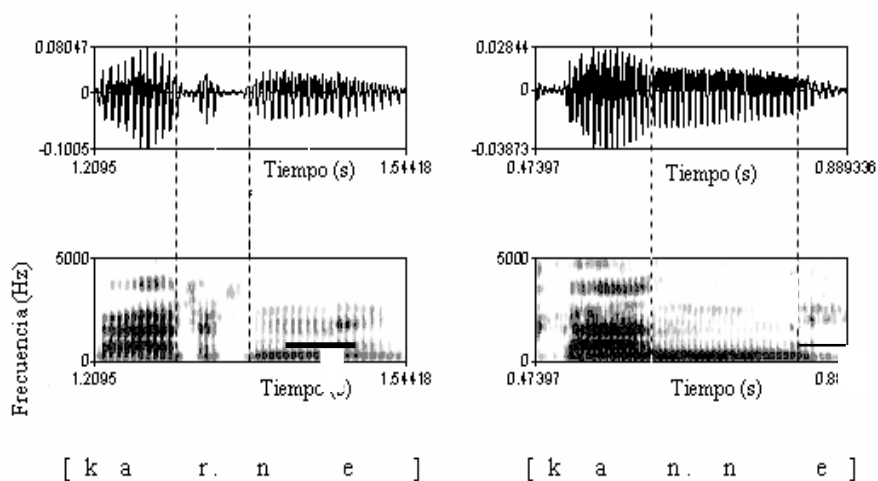 0.08047
0
-0.1005
1.2095 Tiempo (s) 1.54418
0.02844
0
-0.03873
0.47397 Tiempo (s) 0.889336
Frecuencia (Hz)
5000
0
1.2095 Tiempo 1.54418
5000
0
0.47397 Tiempo (s)
[ k a r. n e ]
[ k a n. n e ]